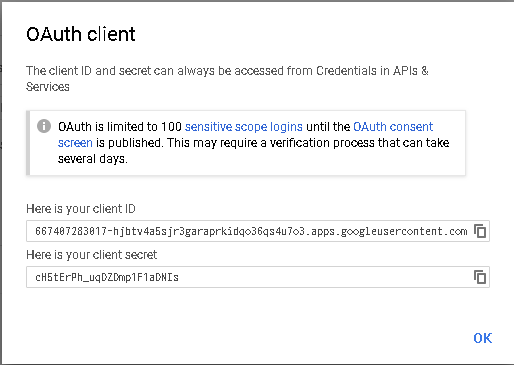 OAuth client
The client ID and secret can always be accessed from Credentials in APIs &
Services
OAuth is limited to 100 sensitive scope logins until the OAuth consent
screen is published. This may require a verification process that can take
several days.
Here is your client ID
667407283017-hjbtv4a5sjr3garaprkidqo36qs4u7o3.apps.googleusercontent.com
Here is your client secret
cH5tErPh_uqDZDmp1F1aDNIs
OK